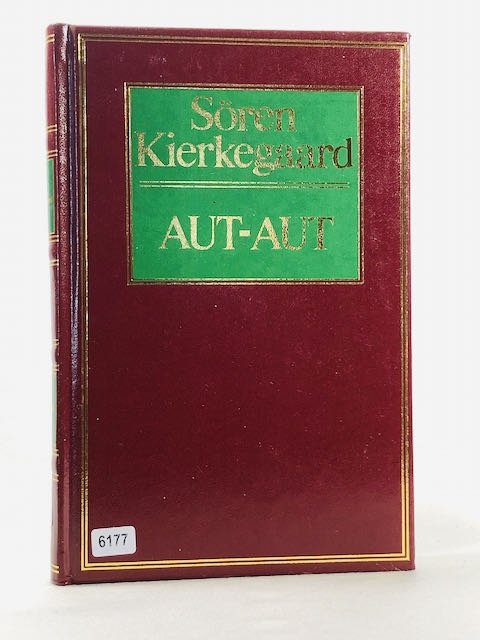 Sören
Kierkegaard
AUT-AUT
6177